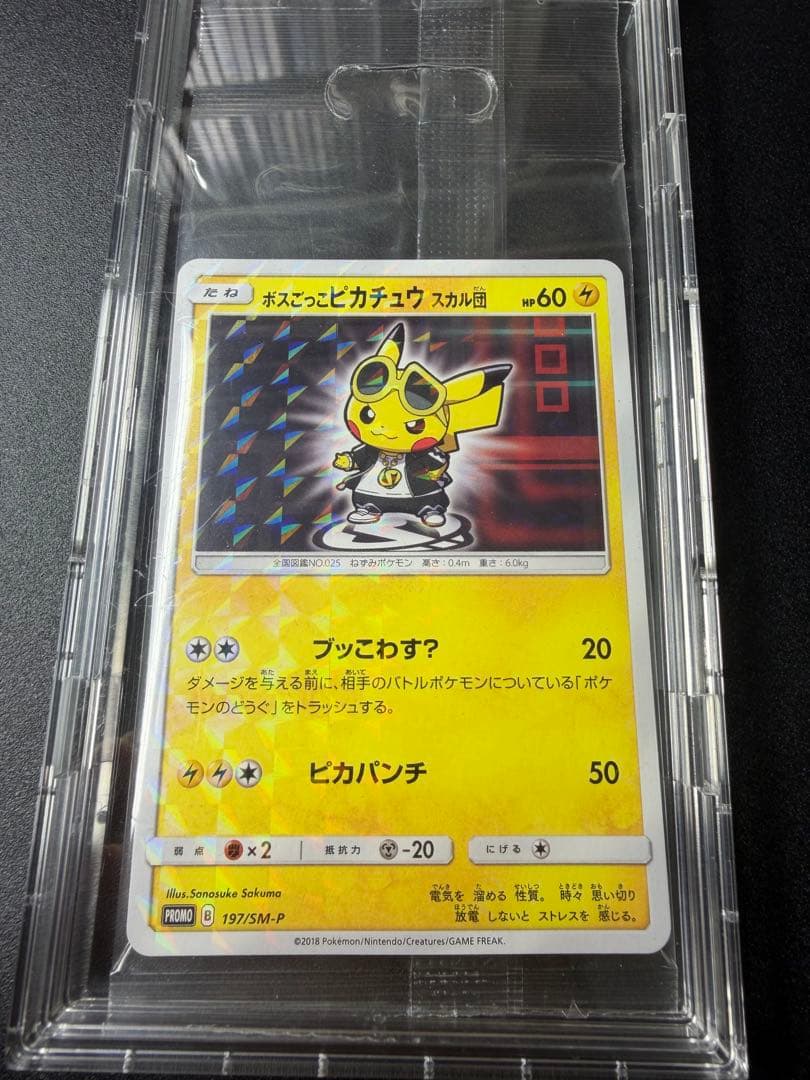 たね ボスごっこピカチュウ スカル団 HP60
全国図鑑NO.025 ねずみポケモン 高さ:0.4m 重さ:6.0kg
ブッこわす? 20
ダメージを与える前に、相手のバトルポケモンについている「ポケ
モンのどうぐ」をトラッシュする。
ピカパンチ 50
弱点 ×2 抵抗力 -20 にげる
Illus.Sanosuke Sakuma
電気を 溜める 性質。 時々 思い切り
放電 しないと ストレスを 感じる。
PROMO B 197/SM-P
©2018 Pokémon/Nintendo/Creatures/GAME FREAK.